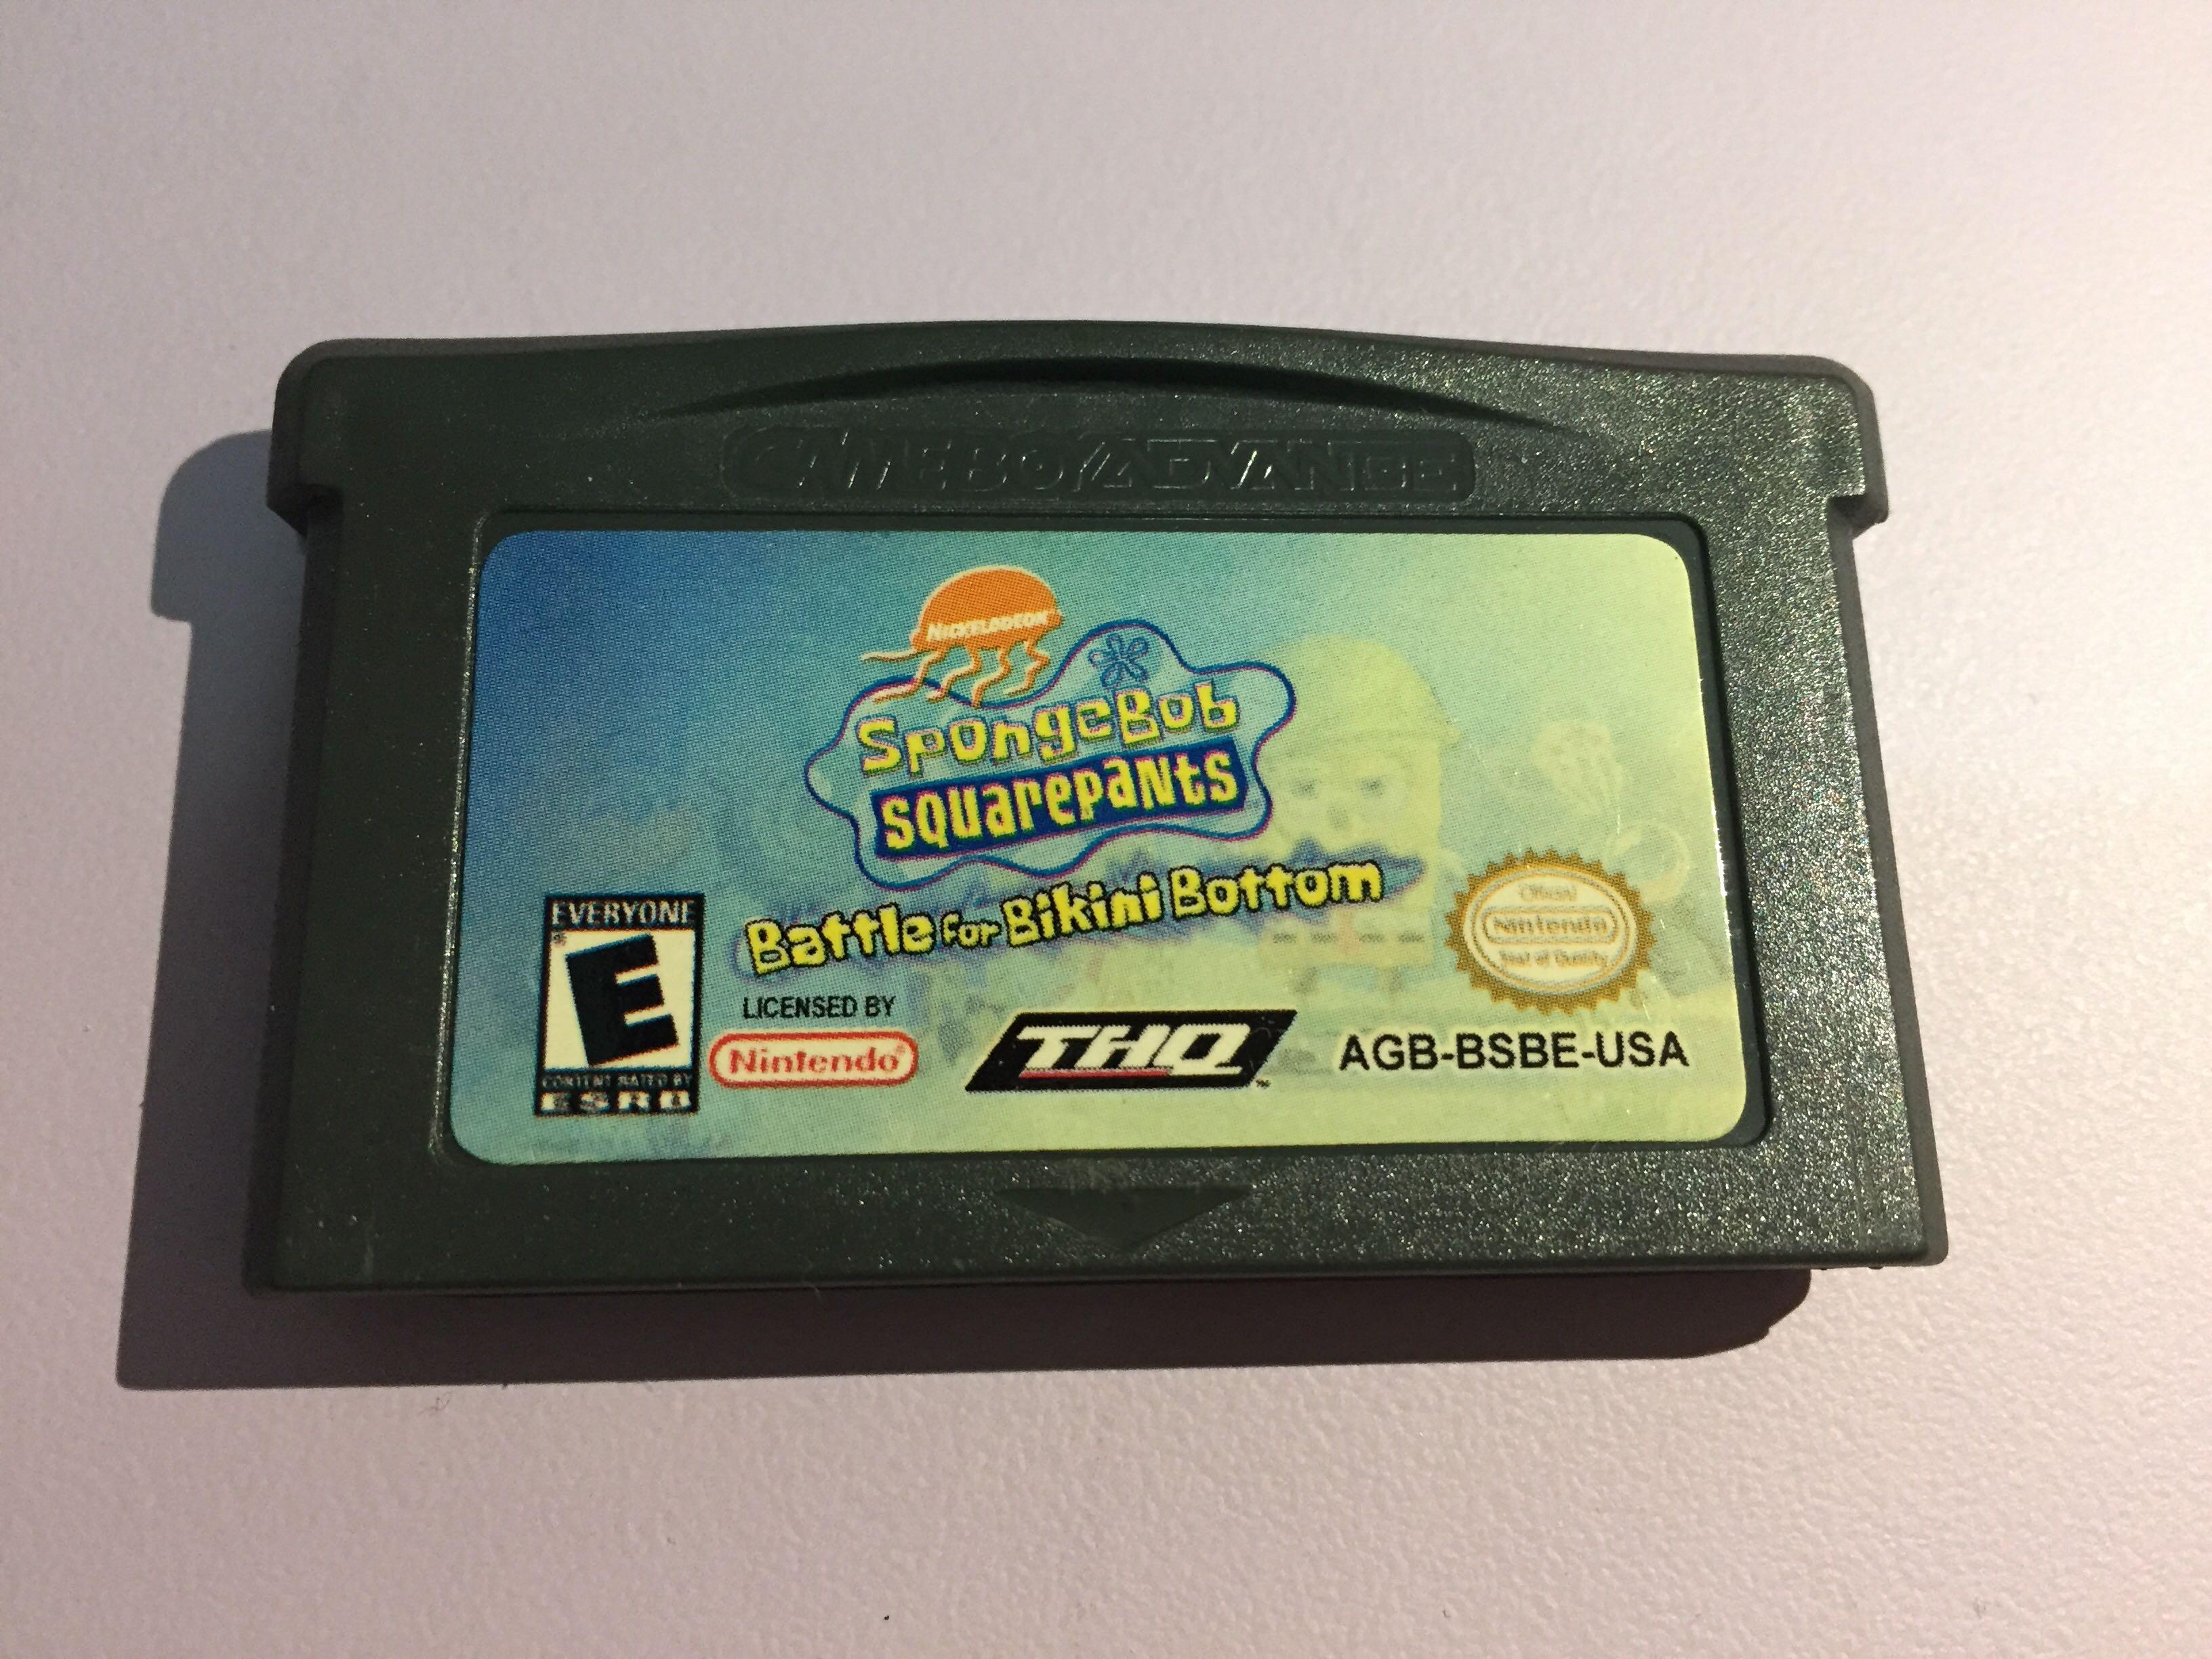 GAME BOY ADVANCE
NICKELODEON
SpongeBob
SQUAREPANTS
Battle for Bikini Bottom
EVERYONE
E
CONTENT RATED BY
ESRB
LICENSED BY
Nintendo®
THQ™
Official
Nintendo
Seal of Quality
AGB-BSBE-USA